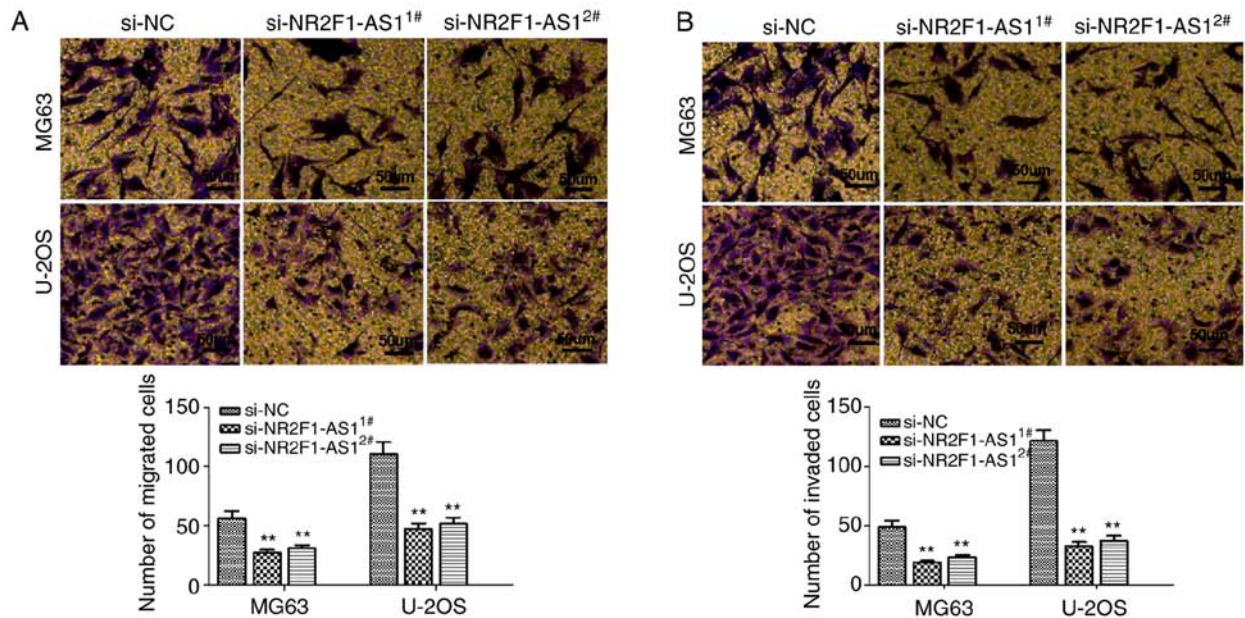 A
si-NC
si-NR2F1-AS1¹#
si-NR2F1-AS1²#
MG63
50um
50um
50um
U-2OS
50um
50um
50um
Number of migrated cells
150
100
50
0
si-NC
si-NR2F1-AS1¹#
si-NR2F1-AS1²#
**
**
**
**
MG63
U-2OS
B
si-NC
si-NR2F1-AS1¹#
si-NR2F1-AS1²#
MG63
50um
50um
50um
U-2OS
50um
50um
50um
Number of invaded cells
150
100
50
0
si-NC
si-NR2F1-AS1¹#
si-NR2F1-AS1²#
**
**
**
**
MG63
U-2OS